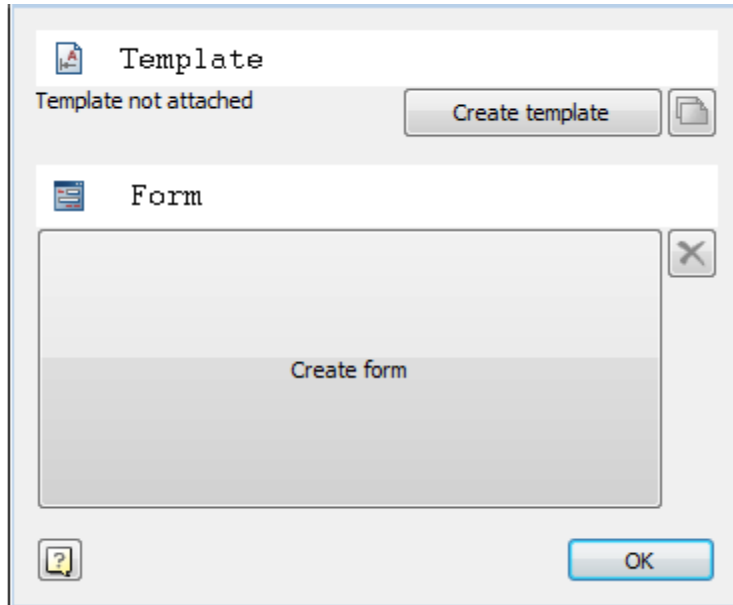 Template
Template not attached
Create template
Form
Create form
OK